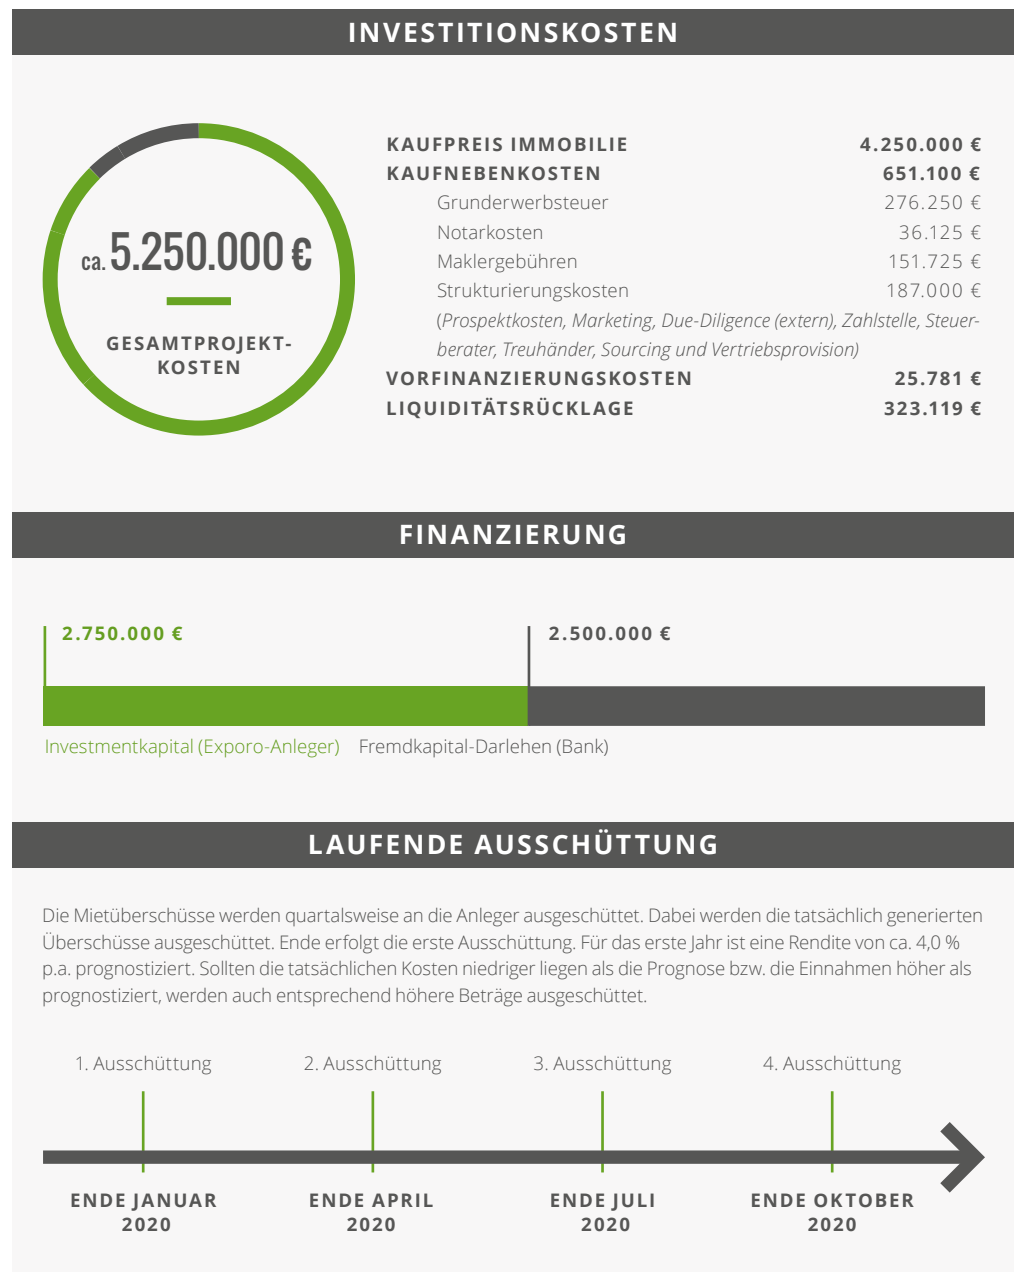 INVESTITIONSKOSTEN
ca. 5.250.000 €
GESAMTPROJEKT-
KOSTEN
KAUFPREIS IMMOBILIE 4.250.000 €
KAUFNEBENKOSTEN 651.100 €
Grunderwerbsteuer 276.250 €
Notarkosten 36.125 €
Maklergebühren 151.725 €
Strukturierungskosten 187.000 €
(Prospektkosten, Marketing, Due-Diligence (extern), Zahlstelle, Steuer-
berater, Treuhänder, Sourcing und Vertriebsprovision)
VORFINANZIERUNGSKOSTEN 25.781 €
LIQUIDITÄTSRÜCKLAGE 323.119 €
FINANZIERUNG
2.750.000 € 2.500.000 €
Investmentkapital (Exporo-Anleger) Fremdkapital-Darlehen (Bank)
LAUFENDE AUSSCHÜTTUNG
Die Mietüberschüsse werden quartalsweise an die Anleger ausgeschüttet. Dabei werden die tatsächlich generierten
Überschüsse ausgeschüttet. Ende erfolgt die erste Ausschüttung. Für das erste Jahr ist eine Rendite von ca. 4,0 %
p.a. prognostiziert. Sollten die tatsächlichen Kosten niedriger liegen als die Prognose bzw. die Einnahmen höher als
prognostiziert, werden auch entsprechend höhere Beträge ausgeschüttet.
1. Ausschüttung 2. Ausschüttung 3. Ausschüttung 4. Ausschüttung
ENDE JANUAR ENDE APRIL ENDE JULI ENDE OKTOBER
2020 2020 2020 2020